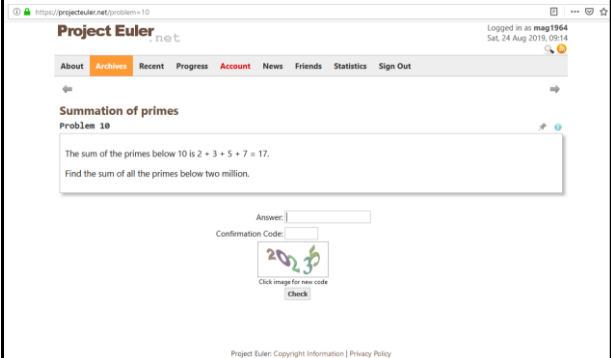 https://projecteuler.net/problem=10
Project Euler.net
Logged in as mag1964
Sat, 24 Aug 2019, 09:14
About Archives Recent Progress Account News Friends Statistics Sign Out
Summation of primes
Problem 10
The sum of the primes below 10 is 2 + 3 + 5 + 7 = 17.
Find the sum of all the primes below two million.
Answer:
Confirmation Code:
Click image for new code
Check
Project Euler: Copyright Information | Privacy Policy